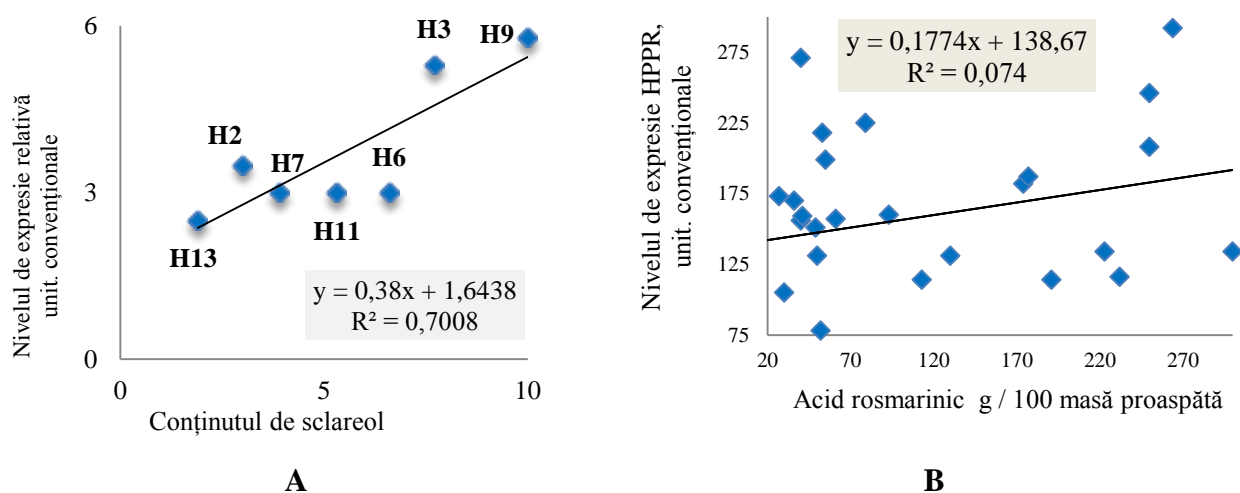 Nivelul de expresie relativă
unit. convenționale
6
3
0
H3
H9
H2
H7
H6
H13
H11
y = 0,38x + 1,6438
R² = 0,7008
0
5
10
Conținutul de sclareol
A
Nivelul de expresie HPPR,
unit. convenționale
275
225
175
125
75
y = 0,1774x + 138,67
R² = 0,074
20
70
120
170
220
270
Acid rosmarinic g / 100 masă proaspătă
B